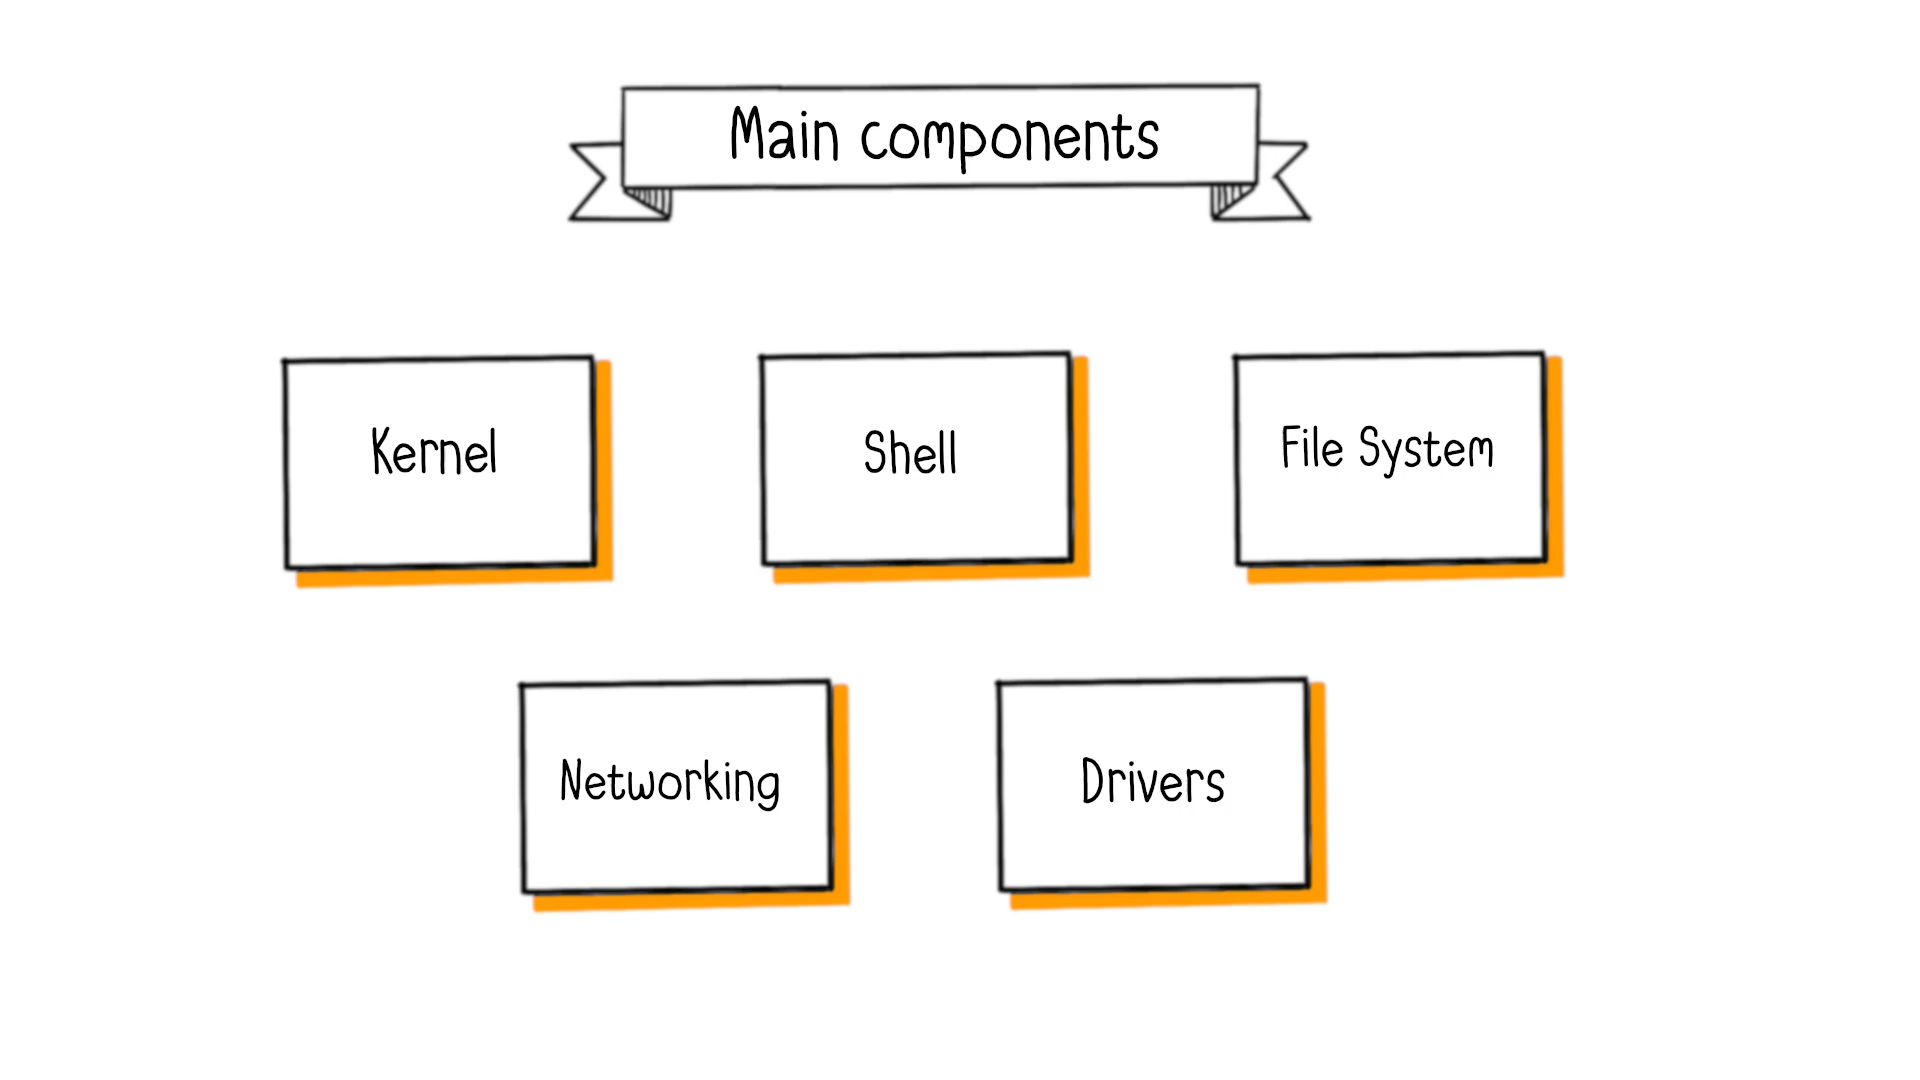 Main components
Kernel
Shell
File System
Networking
Drivers